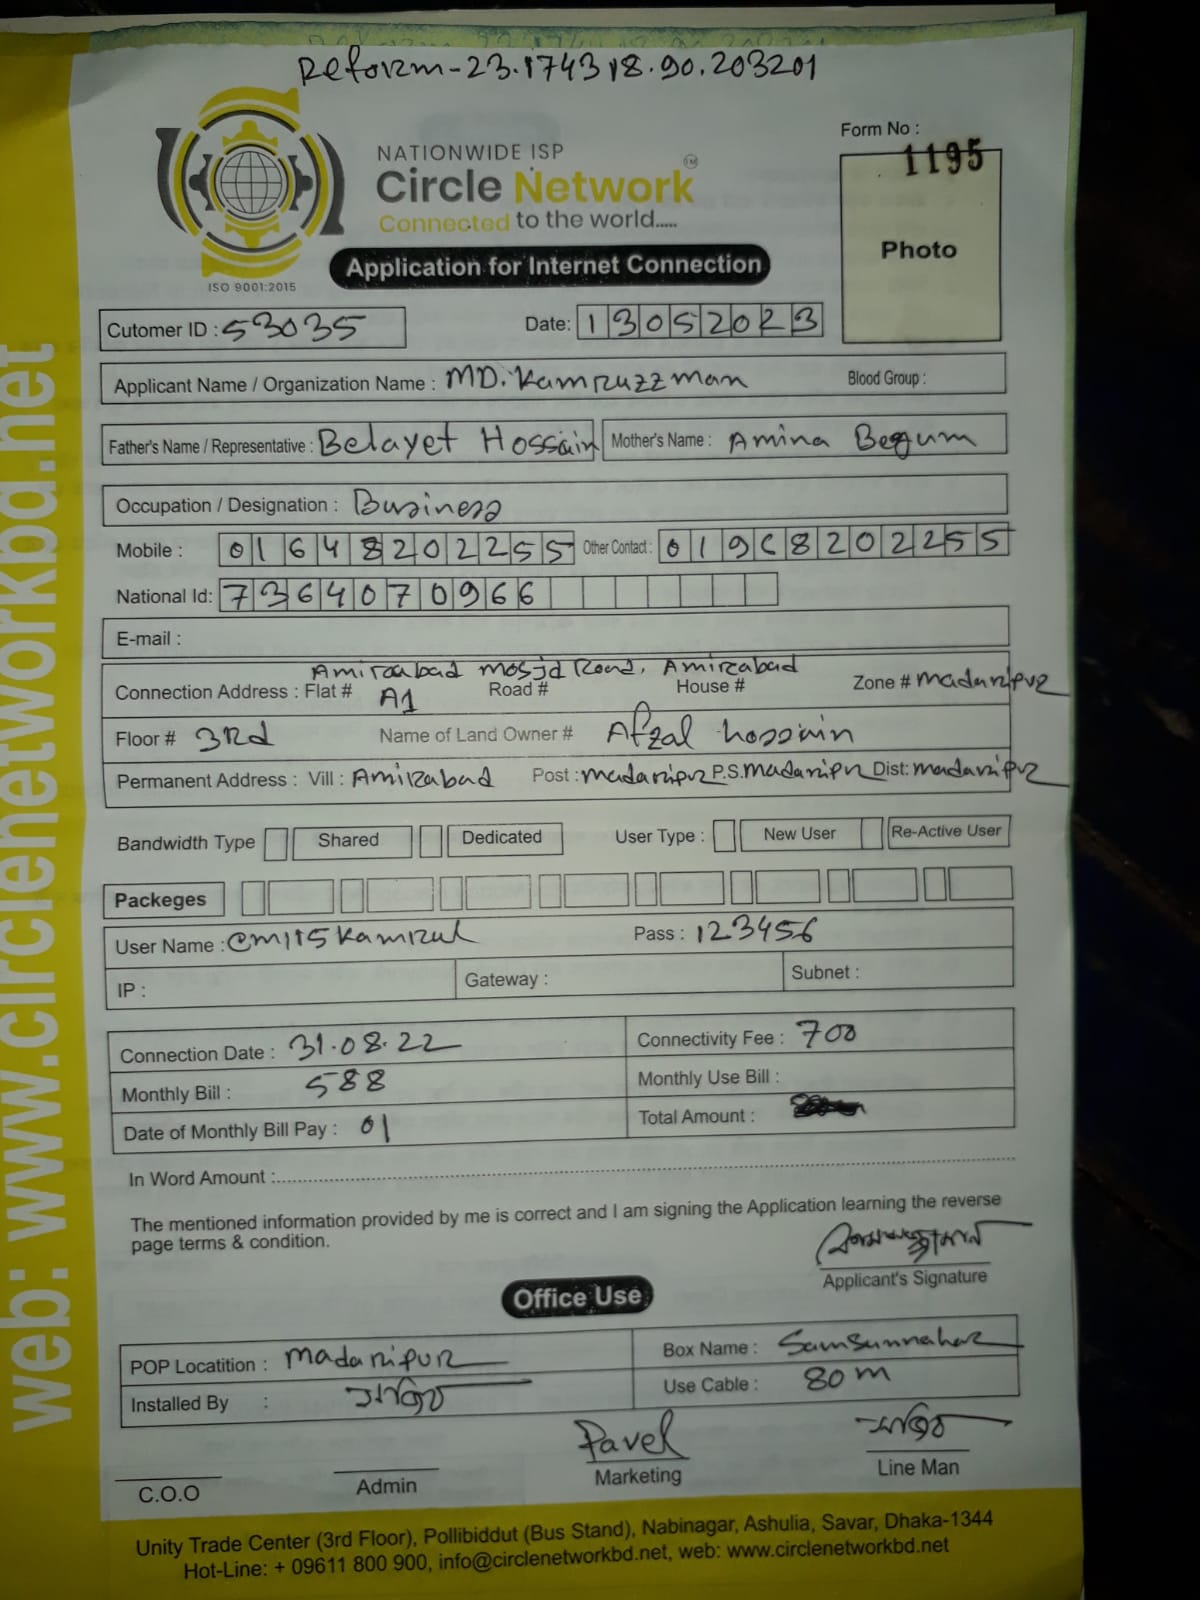 Reform-23.174318.90.203201
NATIONWIDE ISP
Circle Network
TM
Connected to the world.....
Form No :
1195
Photo
ISO 9001:2015
Application for Internet Connection
Cutomer ID : 53035
Date: 13052023
Applicant Name / Organization Name : MD. Kamruzzman Blood Group :
Father's Name / Representative : Belayet Hossain Mother's Name : Amina Begum
Occupation / Designation : Business
Mobile : 01648202255 Other Contact : 01968202255
National Id: 7364070966
E-mail :
Amirabad Mosjd Road, Amirabad
Connection Address : Flat # A1 Road # House # Zone # madaripur
Floor # 3rd Name of Land Owner # Afzal hossain
Permanent Address : Vill : Amirabad Post : madaripur P.S. Madaripur Dist: madaripur
Bandwidth Type Shared Dedicated User Type : New User Re-Active User
Packeges
User Name : cm115kamrul Pass : 123456
IP : Gateway : Subnet :
Connection Date : 31.08.22 Connectivity Fee : 700
Monthly Bill : 588 Monthly Use Bill :
Date of Monthly Bill Pay : 01 Total Amount :
In Word Amount :
The mentioned information provided by me is correct and I am signing the Application learning the reverse
page terms & condition.
Applicant's Signature
Office Use
POP Locatition : Madaripur Box Name : Samsunnahar
Installed By : Use Cable : 80 m
Pavel
C.O.O Admin Marketing Line Man
Unity Trade Center (3rd Floor), Pollibiddut (Bus Stand), Nabinagar, Ashulia, Savar, Dhaka-1344
Hot-Line: + 09611 800 900, info@circlenetworkbd.net, web: www.circlenetworkbd.net
web: www.circlenetworkbd.net